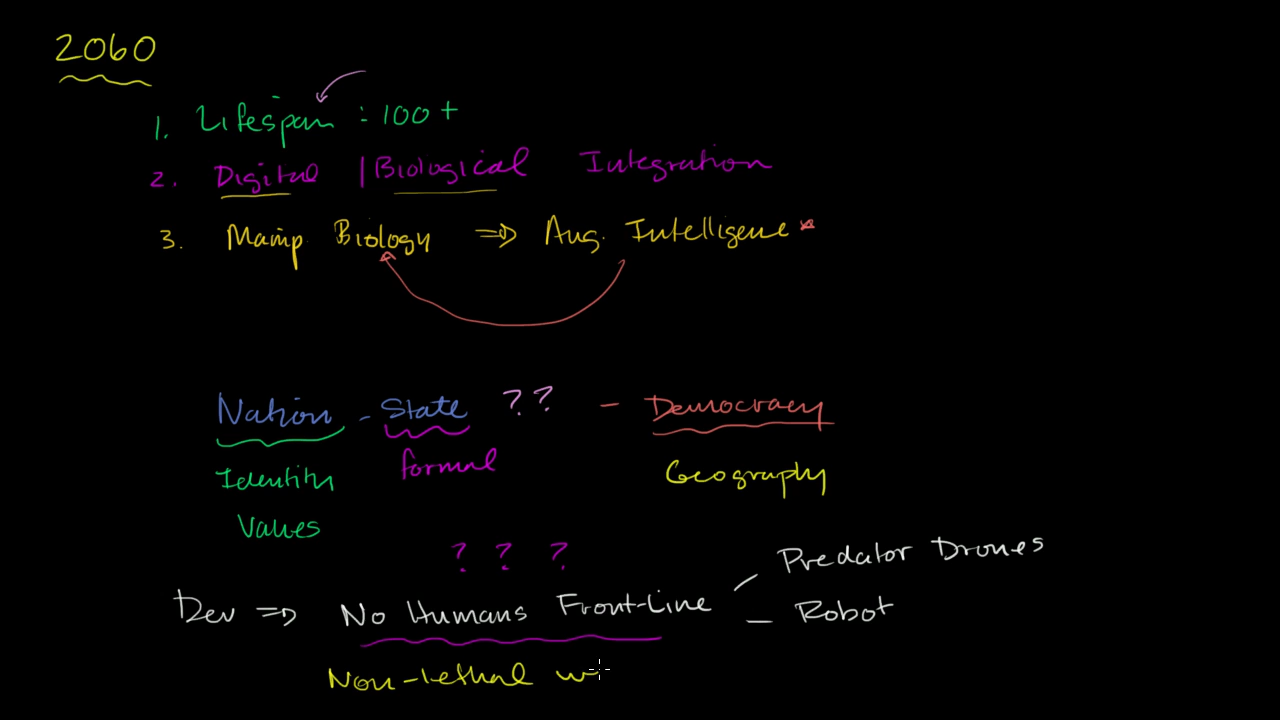 2060
1. Lifespan : 100+
2. Digital / Biological Integration
3. Manip. Biology => Aug. Intelligence *
Nation - State ?? - Democracy
Identity formal Geography
Values
? ? ?
Dev => No Humans Front-Line
Predator Drones
Robot
Non-lethal w